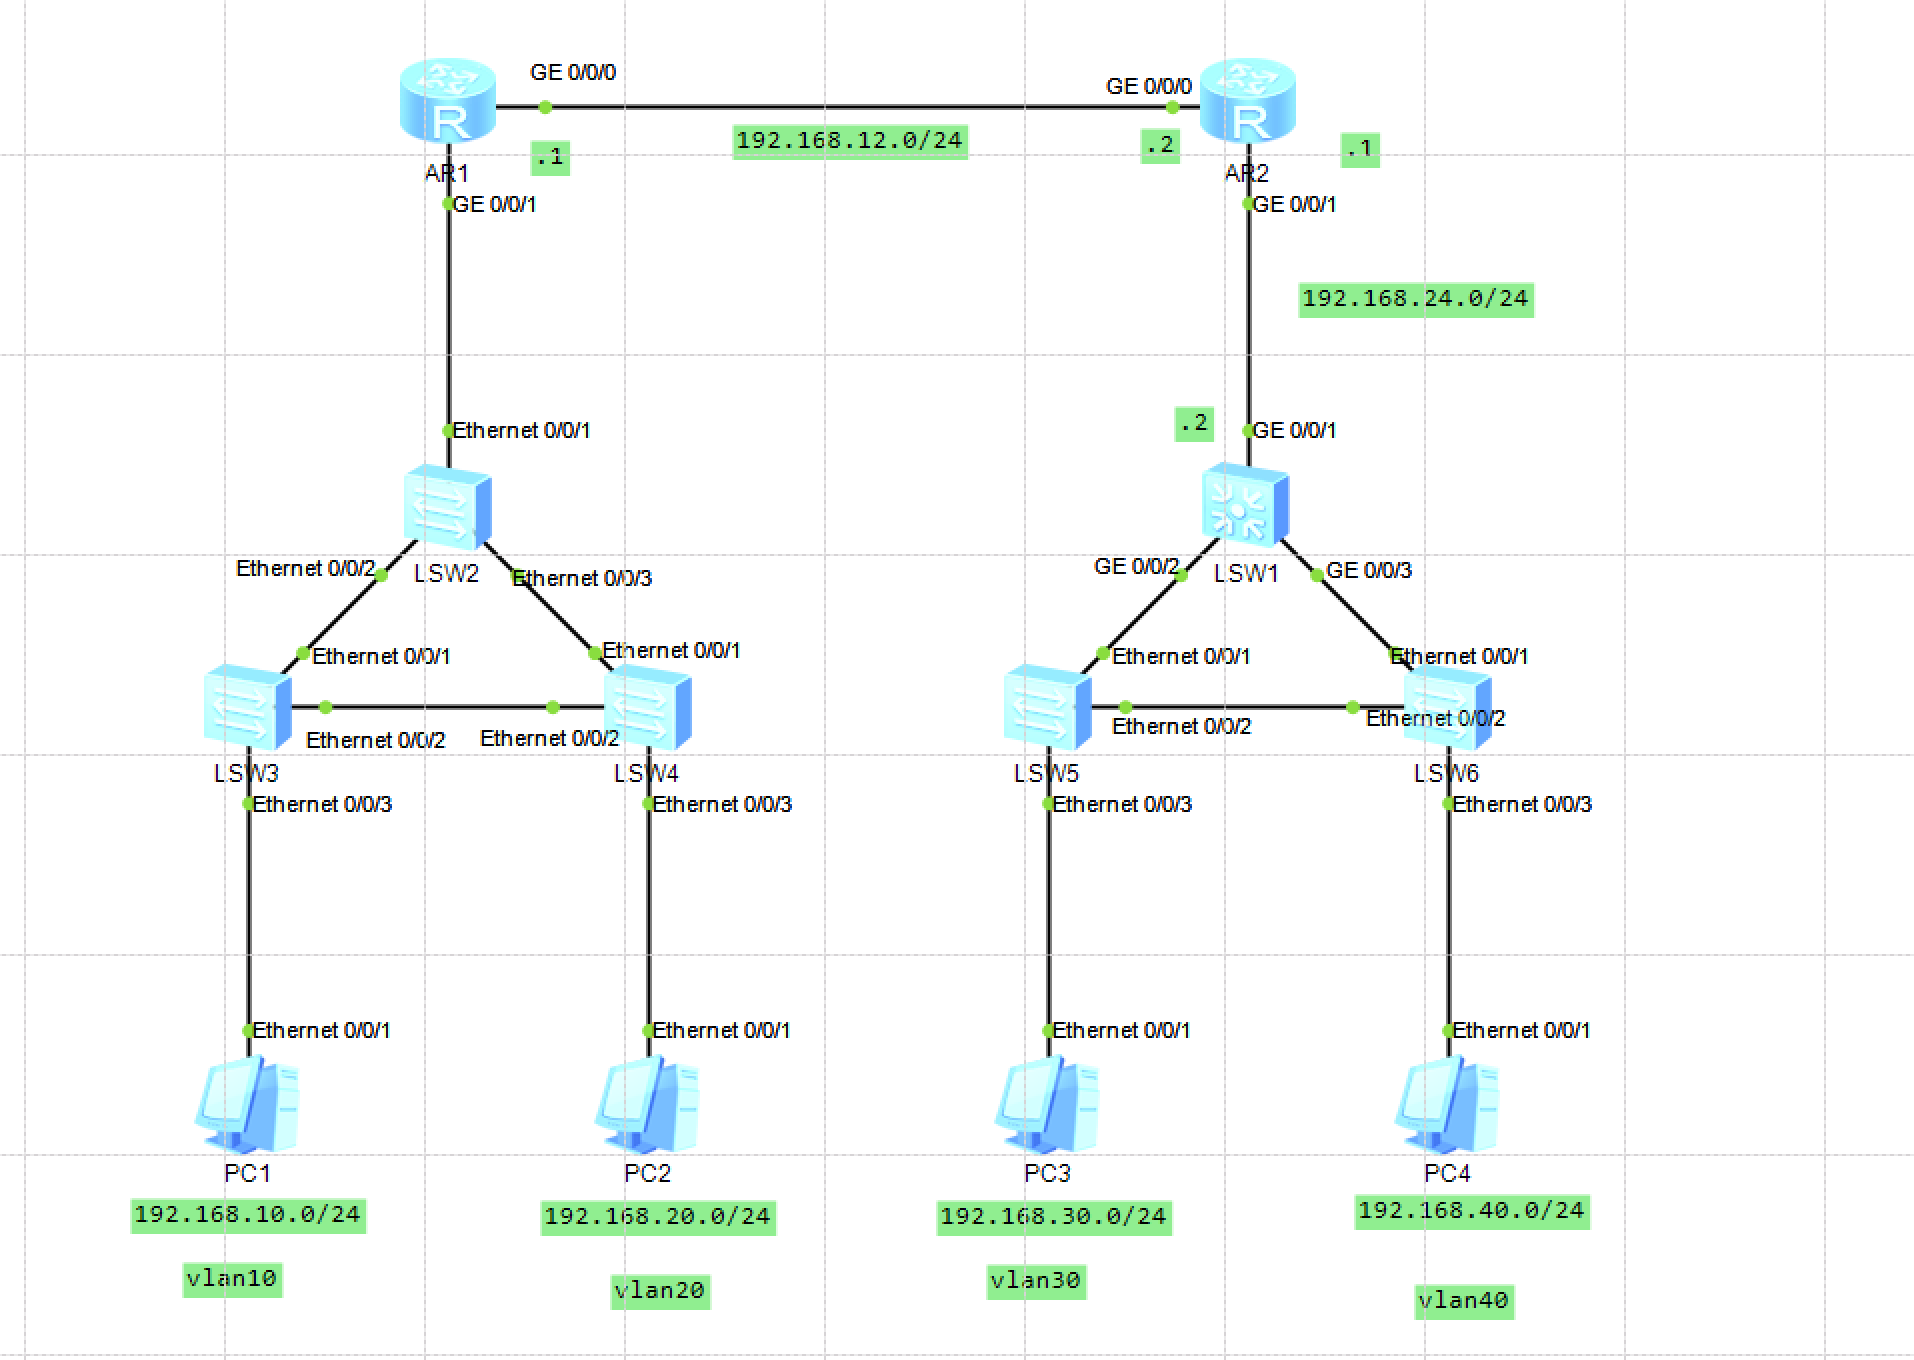 GE 0/0/0
GE 0/0/0
R
R
192.168.12.0/24
.1
.2
.1
AR1
AR2
GE 0/0/1
GE 0/0/1
192.168.24.0/24
.2
Ethernet 0/0/1
GE 0/0/1
Ethernet 0/0/2
LSW2
Ethernet 0/0/3
GE 0/0/2
LSW1
GE 0/0/3
Ethernet 0/0/1
Ethernet 0/0/1
Ethernet 0/0/1
Ethernet 0/0/1
Ethernet 0/0/2
Ethernet 0/0/2
Ethernet 0/0/2
Ethernet 0/0/2
LSW3
LSW4
LSW5
LSW6
Ethernet 0/0/3
Ethernet 0/0/3
Ethernet 0/0/3
Ethernet 0/0/3
Ethernet 0/0/1
Ethernet 0/0/1
Ethernet 0/0/1
Ethernet 0/0/1
PC1
PC2
PC3
PC4
192.168.10.0/24
192.168.20.0/24
192.168.30.0/24
192.168.40.0/24
vlan10
vlan20
vlan30
vlan40